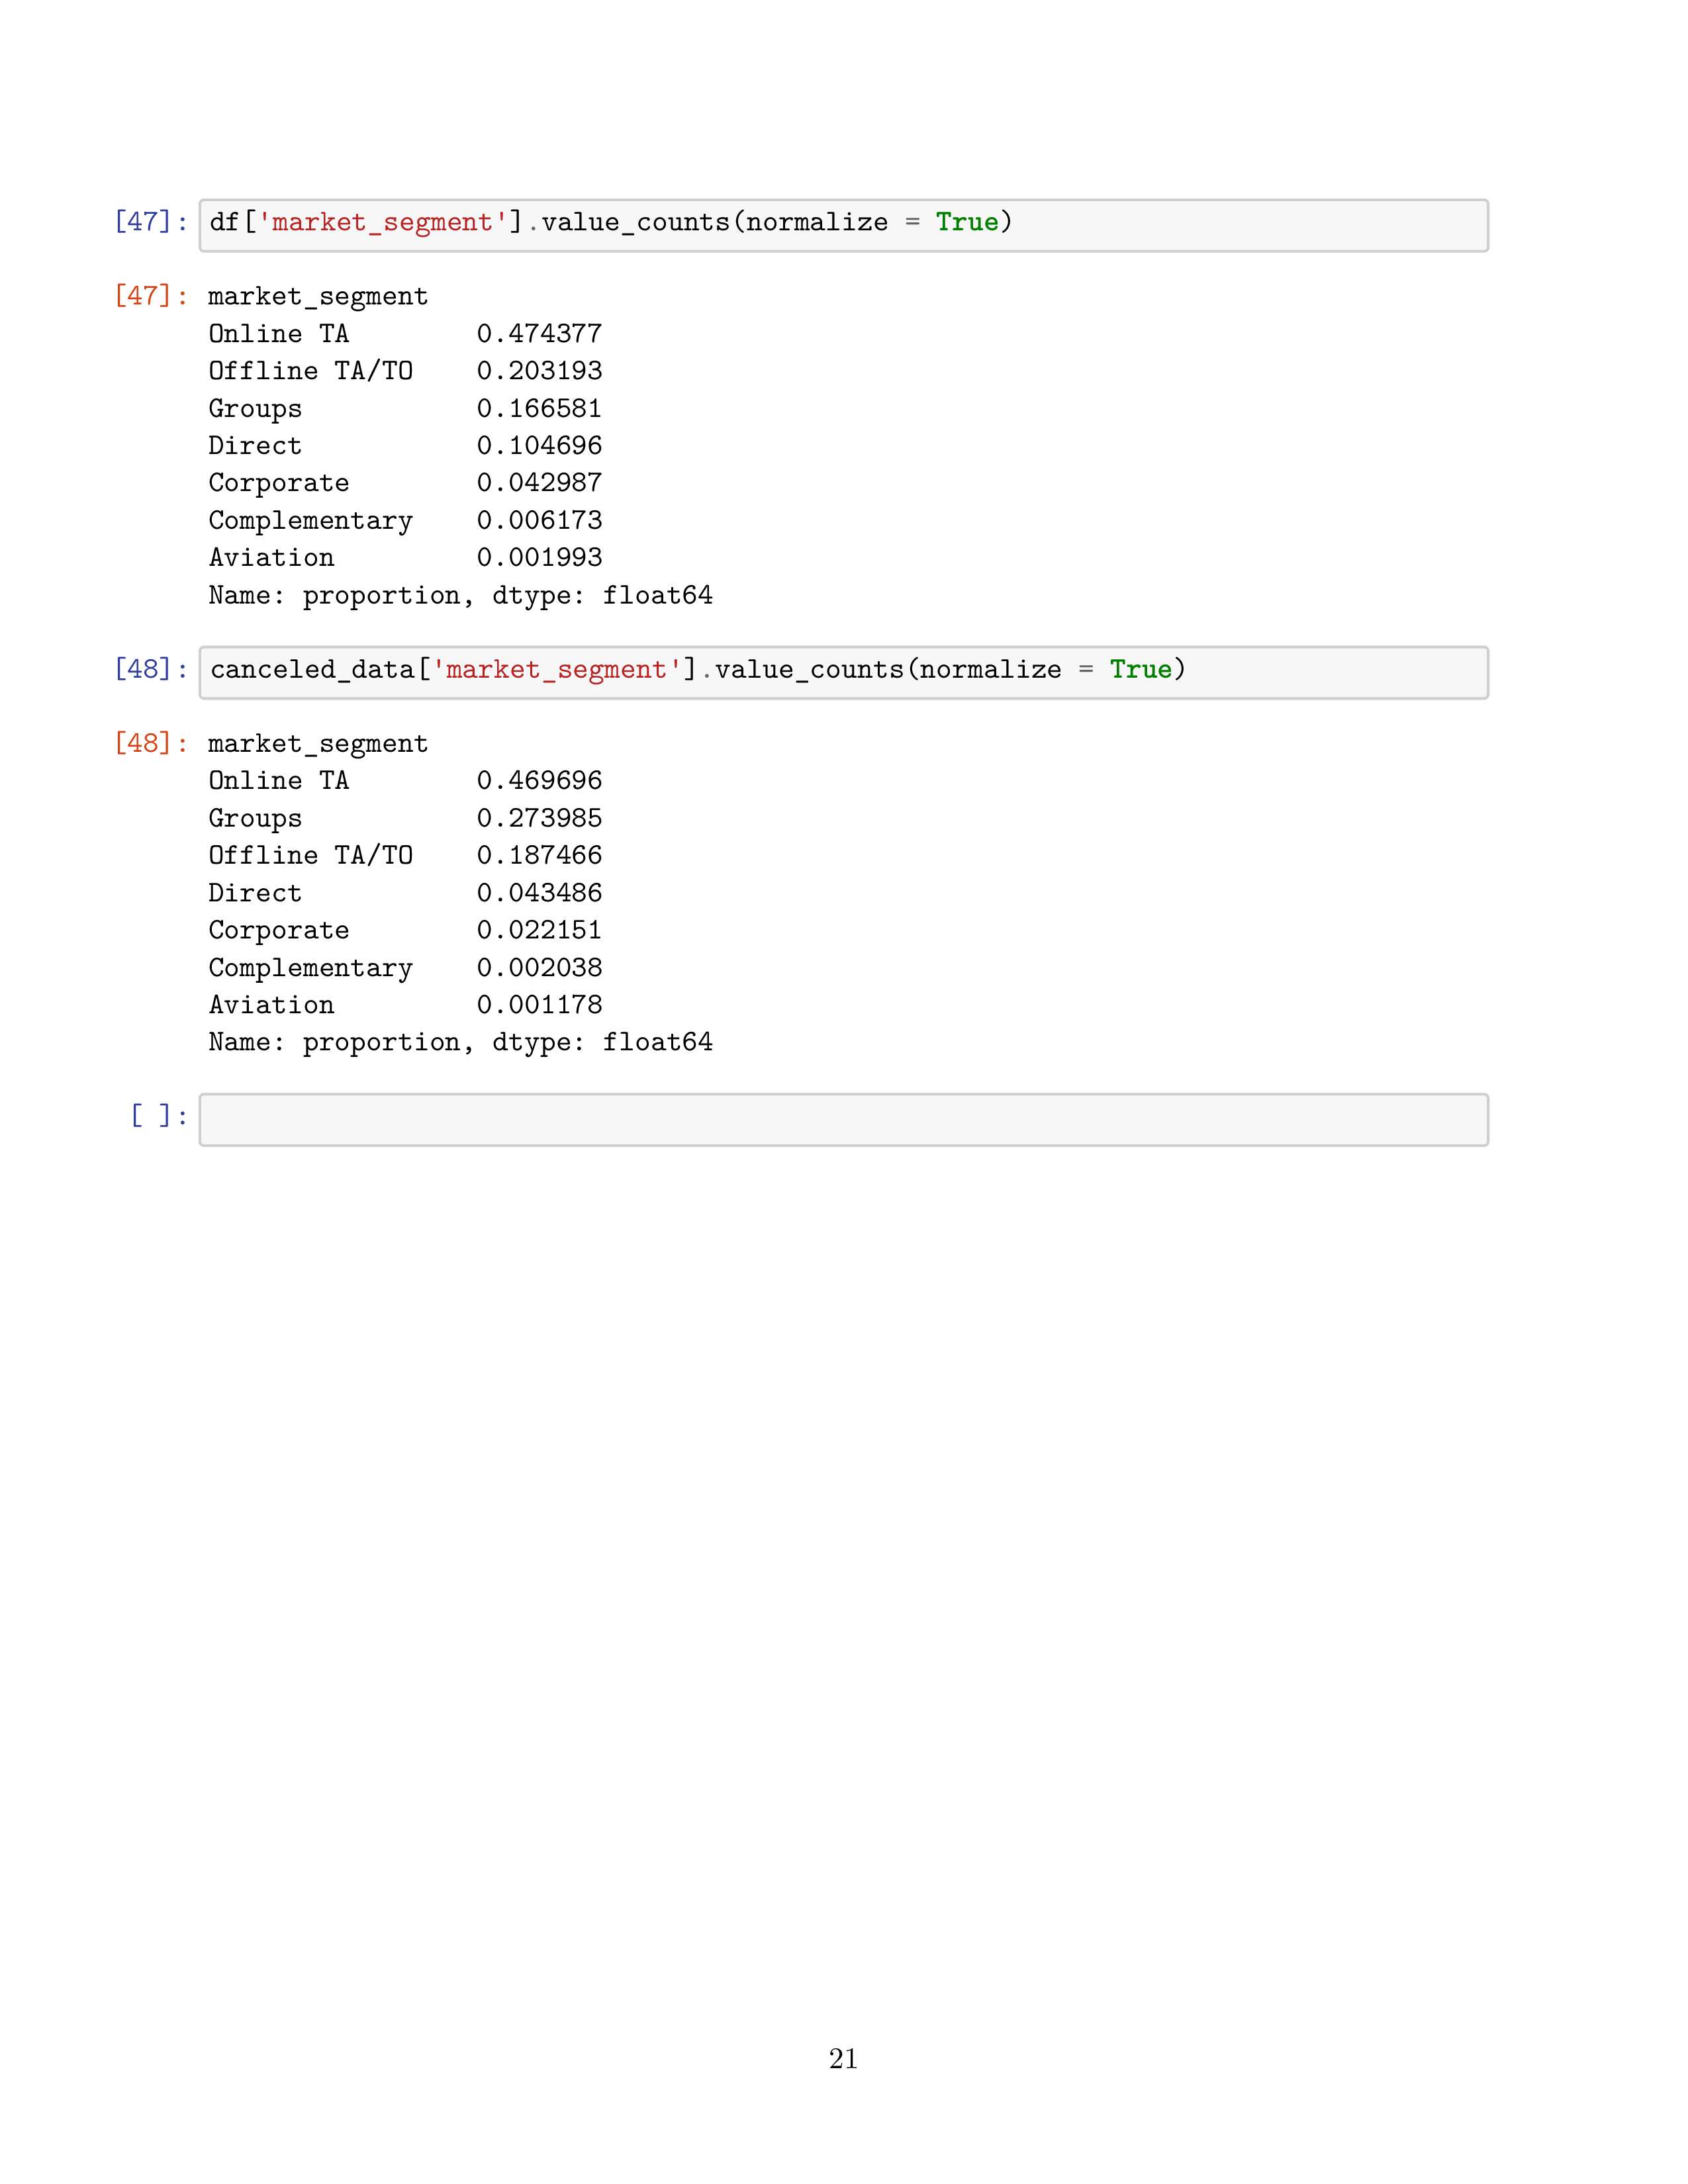 [47]: df['market_segment'].value_counts(normalize = True)
[47]: market_segment
Online TA 0.474377
Offline TA/TO 0.203193
Groups 0.166581
Direct 0.104696
Corporate 0.042987
Complementary 0.006173
Aviation 0.001993
Name: proportion, dtype: float64
[48]: canceled_data['market_segment'].value_counts(normalize = True)
[48]: market_segment
Online TA 0.469696
Groups 0.273985
Offline TA/TO 0.187466
Direct 0.043486
Corporate 0.022151
Complementary 0.002038
Aviation 0.001178
Name: proportion, dtype: float64
[ ]:
21